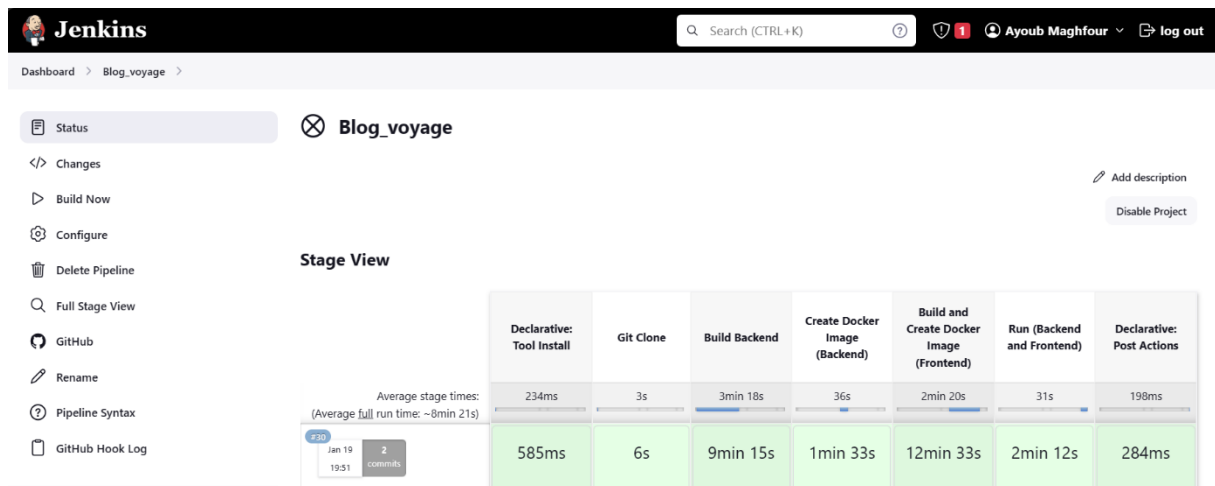 Jenkins
Search (CTRL+K)
?
1
Ayoub Maghfour
log out
Dashboard > Blog_voyage >
Status
Changes
Build Now
Configure
Delete Pipeline
Full Stage View
GitHub
Rename
Pipeline Syntax
GitHub Hook Log
Blog_voyage
Add description
Disable Project
Stage View
Declarative:
Tool Install
Git Clone
Build Backend
Create Docker
Image
(Backend)
Build and
Create Docker
Image
(Frontend)
Run (Backend
and Frontend)
Declarative:
Post Actions
Average stage times:
(Average full run time: ~8min 21s)
234ms
3s
3min 18s
36s
2min 20s
31s
198ms
#30
Jan 19
19:51
2
commits
585ms
6s
9min 15s
1min 33s
12min 33s
2min 12s
284ms